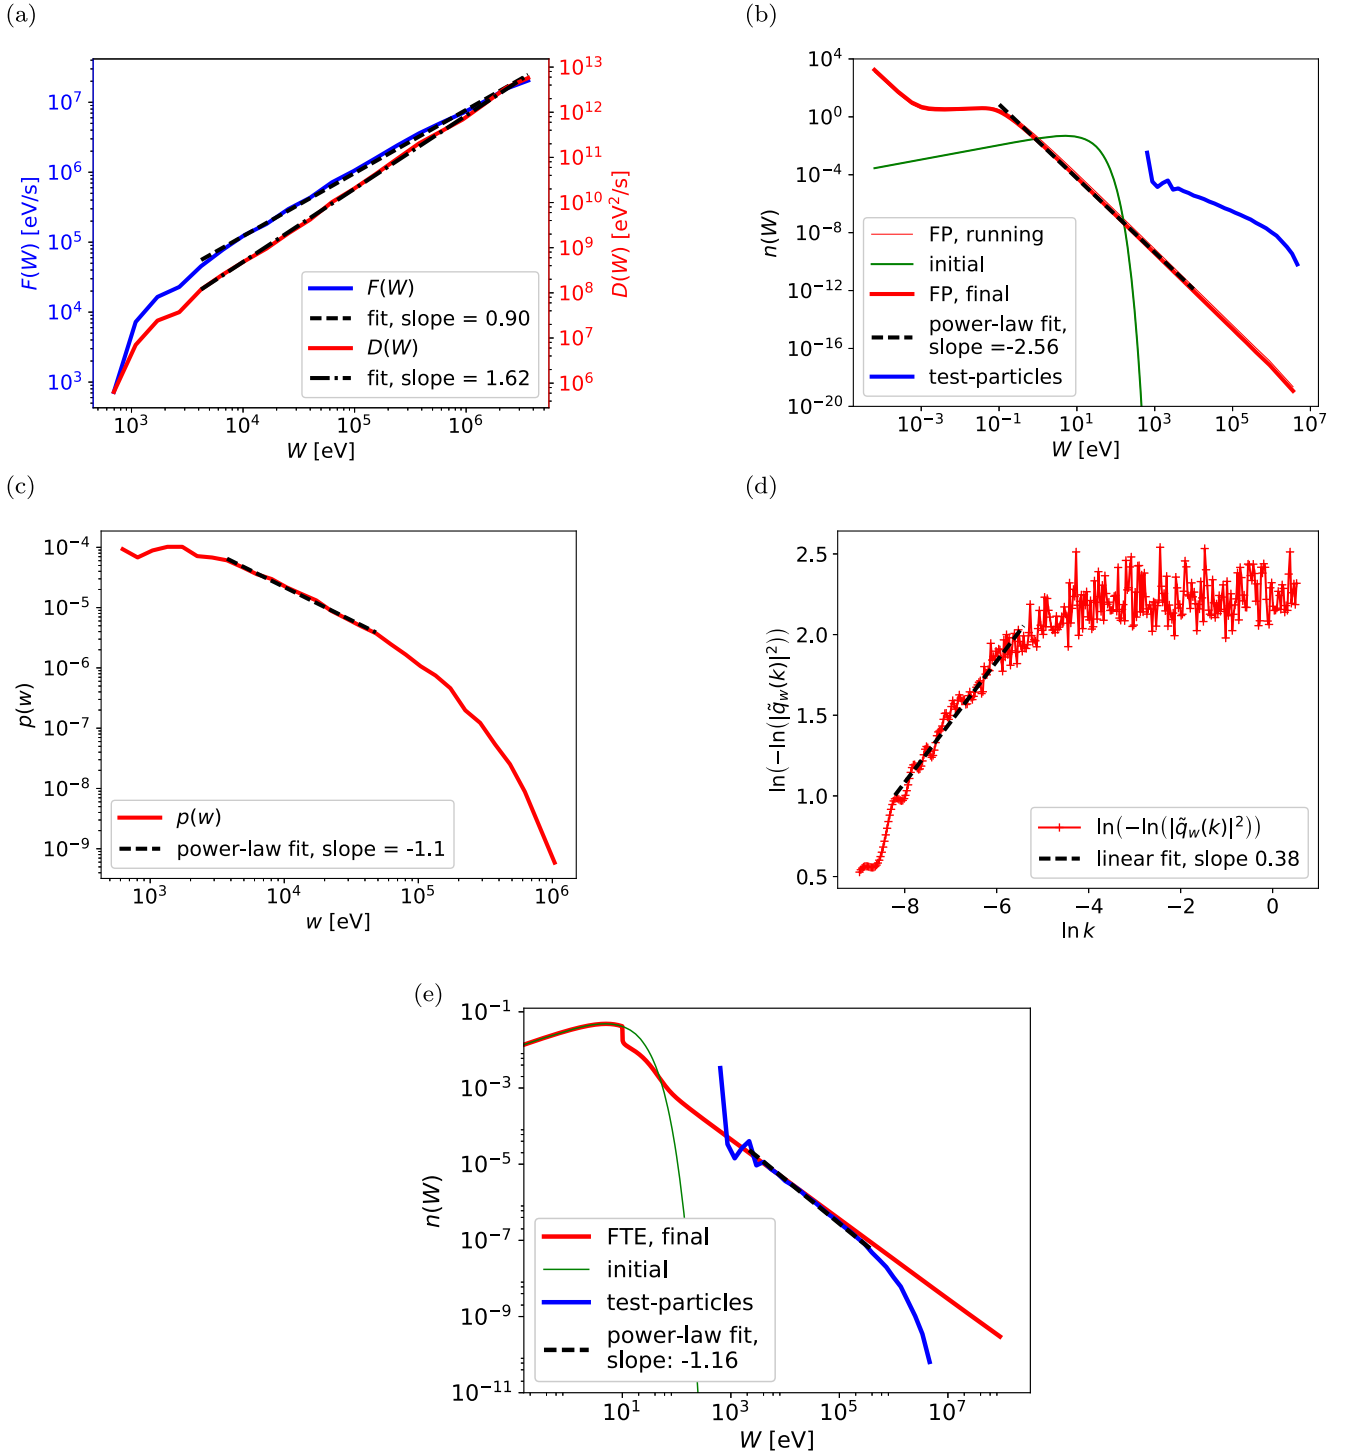 (a)
10^7
10^6
10^5
10^4
10^3
F(W) [eV/s]
10^13
10^12
10^11
10^10
10^9
10^8
10^7
10^6
D(W) [eV^2/s]
F(W)
fit, slope = 0.90
D(W)
fit, slope = 1.62
10^3 10^4 10^5 10^6
W [eV]
(b)
10^4
10^0
10^−4
10^−8
10^−12
10^−16
10^−20
n(W)
FP, running
initial
FP, final
power-law fit,
slope =-2.56
test-particles
10^−3 10^−1 10^1 10^3 10^5 10^7
W [eV]
(c)
10^−4
10^−5
10^−6
10^−7
10^−8
10^−9
p(w)
p(w)
power-law fit, slope = -1.1
10^3 10^4 10^5 10^6
w [eV]
(d)
2.5
2.0
1.5
1.0
0.5
ln(−ln(|q̃_w(k)|^2))
ln(−ln(|q̃_w(k)|^2))
linear fit, slope 0.38
−8 −6 −4 −2 0
ln k
(e)
10^−1
10^−3
10^−5
10^−7
10^−9
10^−11
n(W)
FTE, final
initial
test-particles
power-law fit,
slope: -1.16
10^1 10^3 10^5 10^7
W [eV]